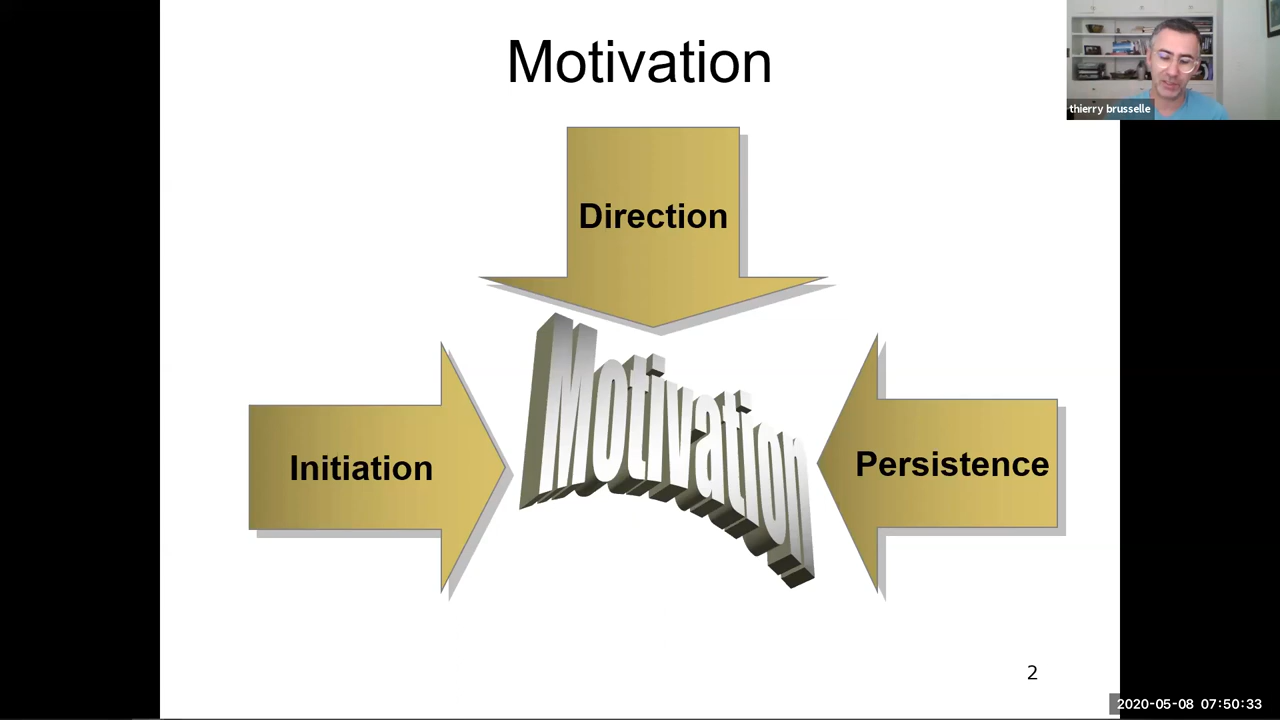 Motivation
thierry brusselle
Direction
Motivation
Initiation
Persistence
2
2020-05-08 07:50:33